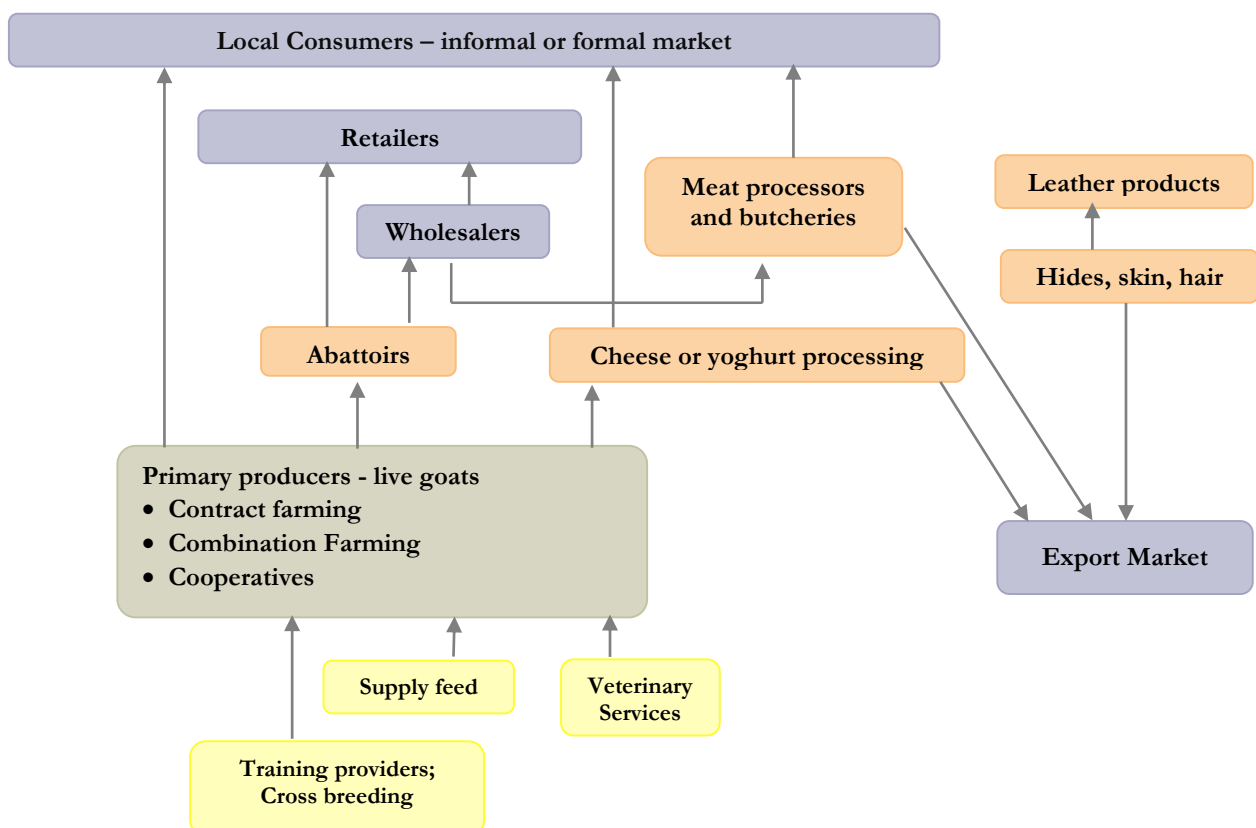 Local Consumers – informal or formal market
Retailers
Meat processors
and butcheries
Leather products
Wholesalers
Hides, skin, hair
Abattoirs
Cheese or yoghurt processing
Primary producers - live goats
• Contract farming
• Combination Farming
• Cooperatives
Export Market
Supply feed
Veterinary
Services
Training providers;
Cross breeding